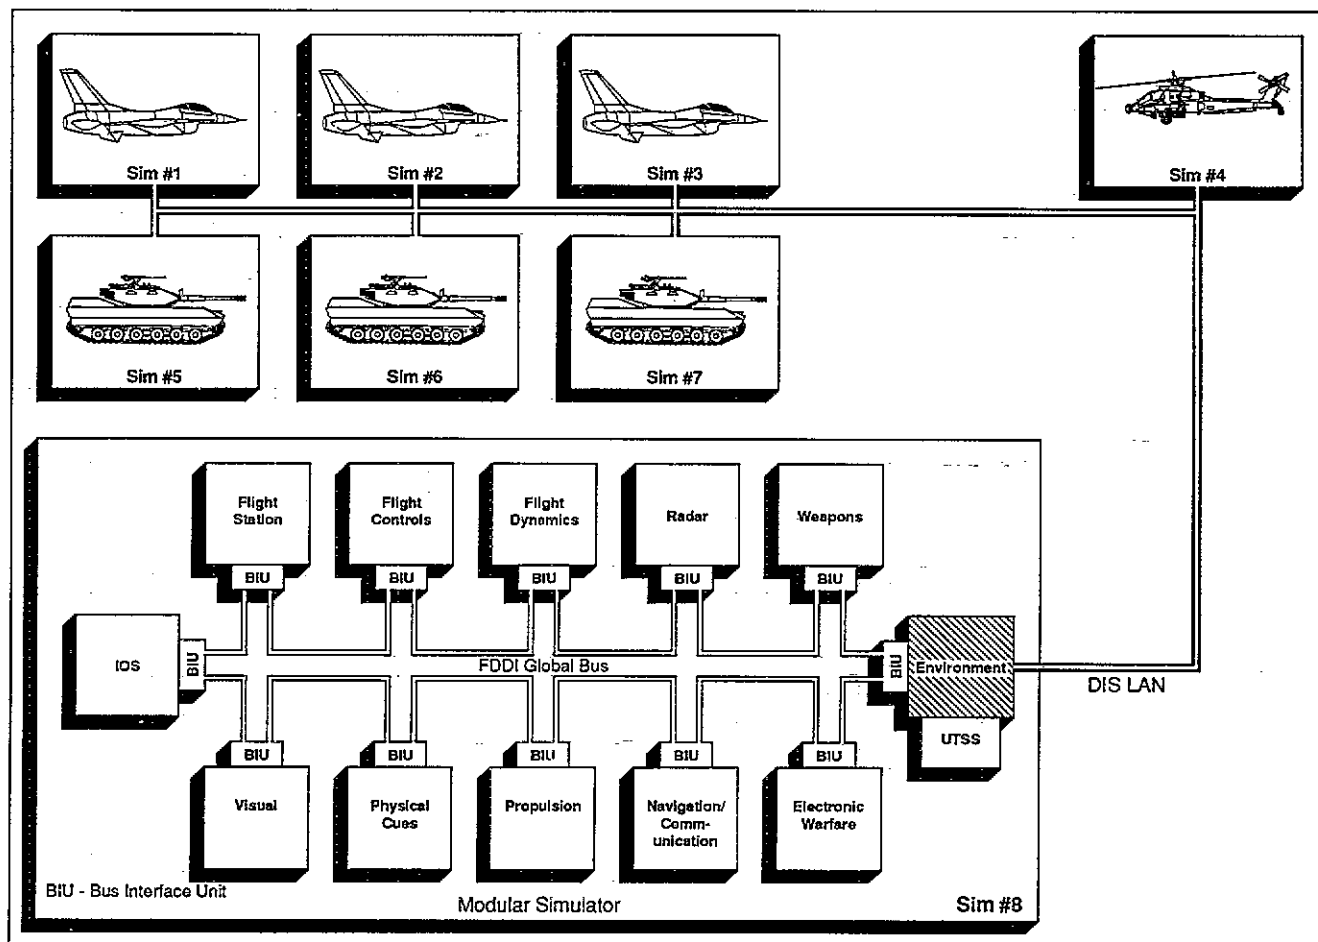 Sim #1
Sim #2
Sim #3
Sim #4
Sim #5
Sim #6
Sim #7
Flight
Station
Flight
Controls
Flight
Dynamics
Radar
Weapons
BIU
BIU
BIU
BIU
BIU
IOS
BIU
FDDI Global Bus
BIU
Environment
DIS LAN
UTSS
BIU
BIU
BIU
BIU
BIU
Visual
Physical
Cues
Propulsion
Navigation/
Comm-
unication
Electronic
Warfare
BIU - Bus Interface Unit
Modular Simulator
Sim #8